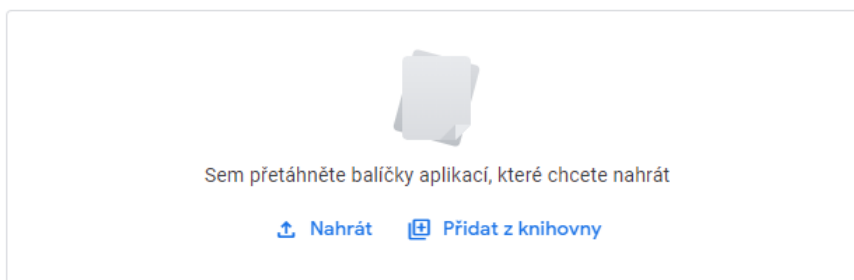 Sem přetáhněte balíčky aplikací, které chcete nahrát
Nahrát Přidat z knihovny